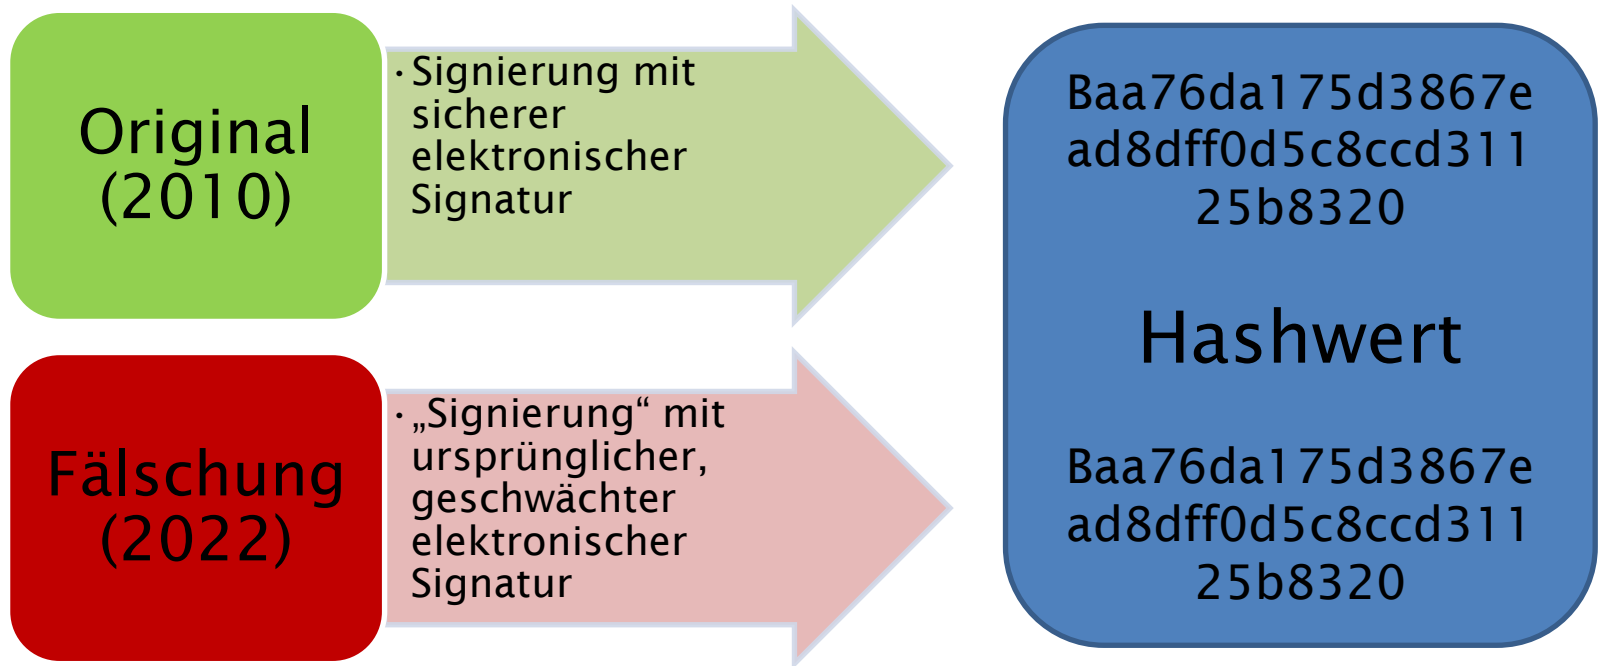 Original
(2010)
· Signierung mit
sicherer
elektronischer
Signatur
Fälschung
(2022)
· „Signierung“ mit
ursprünglicher,
geschwächter
elektronischer
Signatur
Baa76da175d3867e
ad8dff0d5c8ccd311
25b8320
Hashwert
Baa76da175d3867e
ad8dff0d5c8ccd311
25b8320